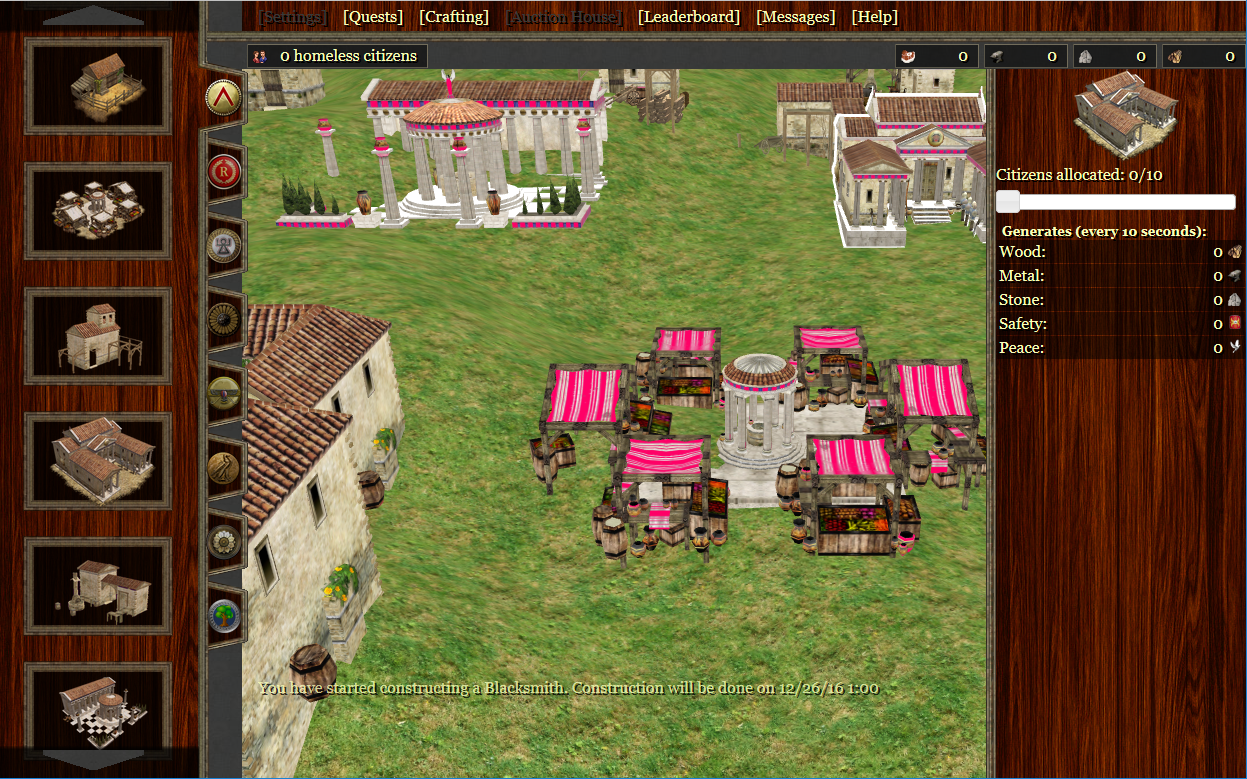 [Settings] [Quests] [Crafting] [Auction House] [Leaderboard] [Messages] [Help]
0 homeless citizens 0 0 0 0
R
Citizens allocated: 0/10
Generates (every 10 seconds):
Wood: 0
Metal: 0
Stone: 0
Safety: 0
Peace: 0
You have started constructing a Blacksmith. Construction will be done on 12/26/16 1:00